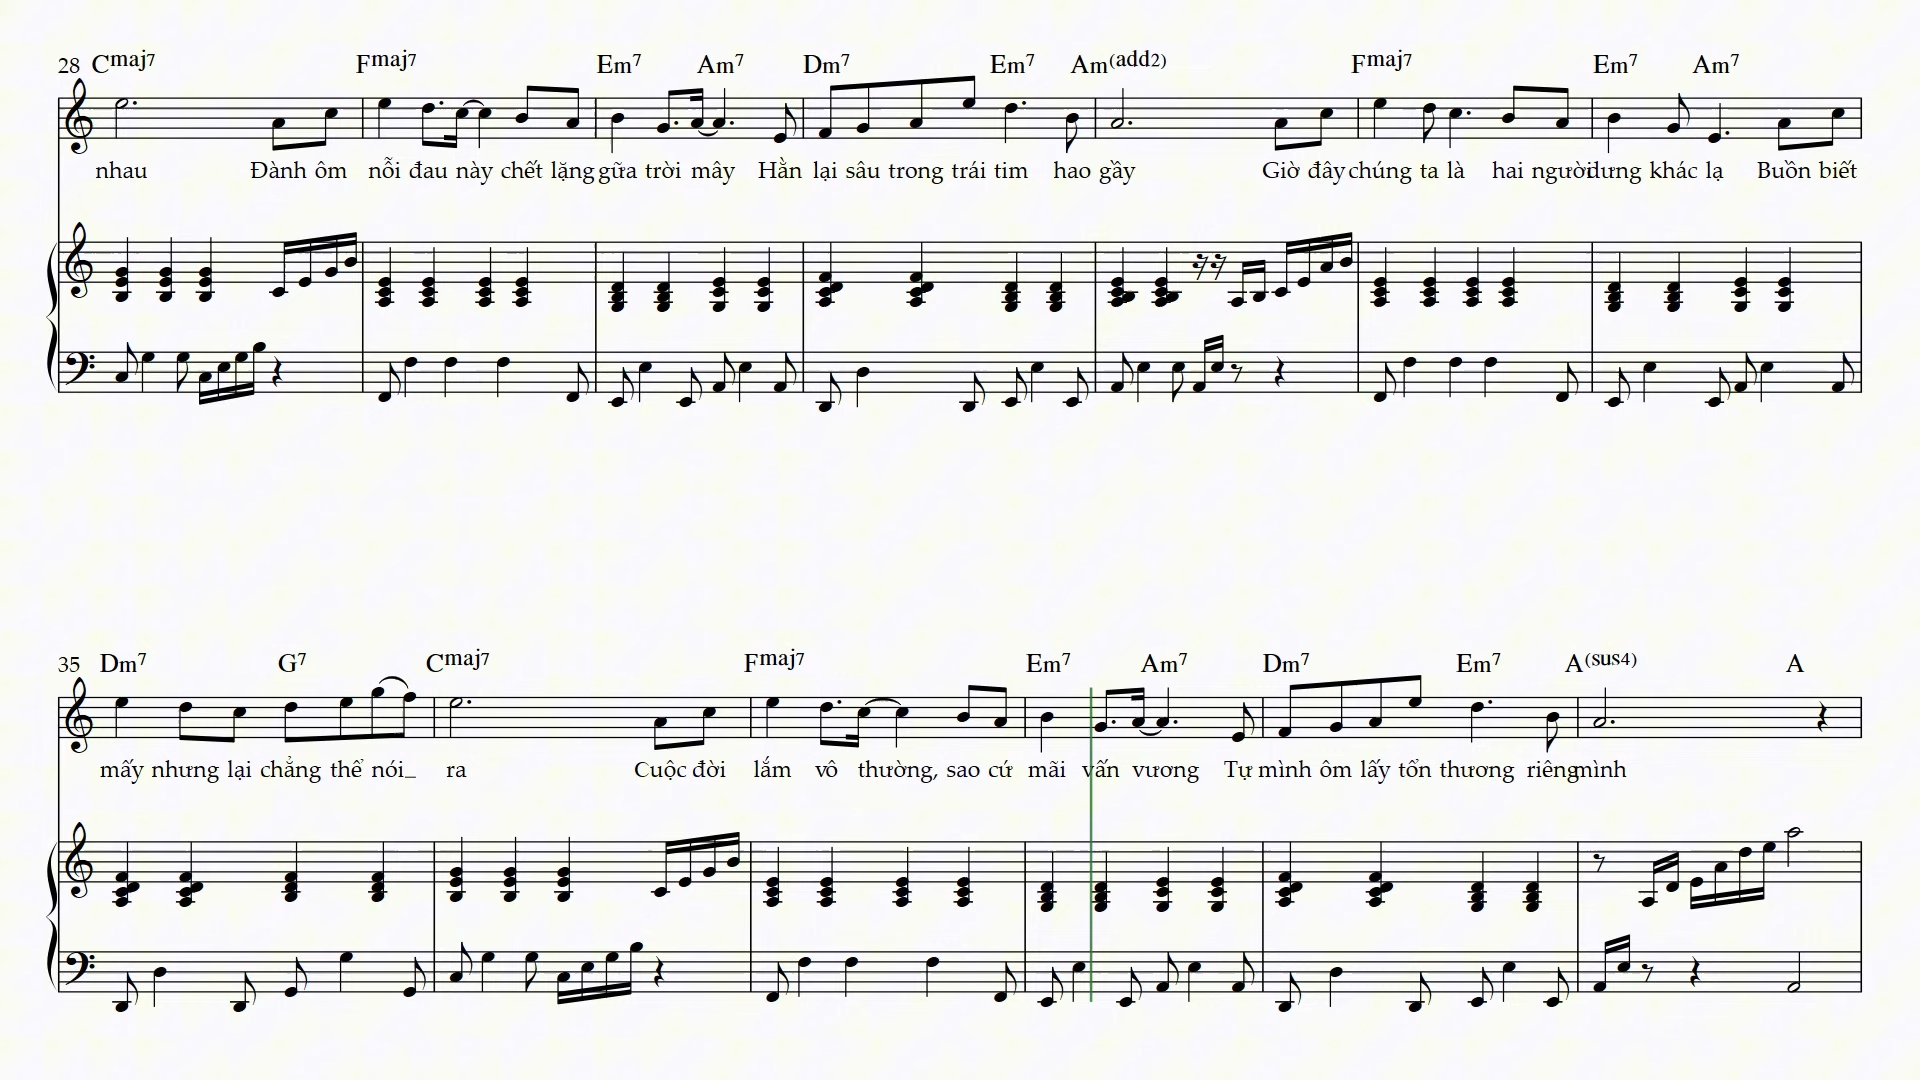 28 Cmaj7 Fmaj7 Em7 Am7 Dm7 Em7 Am(add2) Fmaj7 Em7 Am7
nhau Đành ôm nỗi đau này chết lặng gữa trời mây Hằn lại sâu trong trái tim hao gầy Giờ đây chúng ta là hai người dưng khác lạ Buồn biết
35 Dm7 G7 Cmaj7 Fmaj7 Em7 Am7 Dm7 Em7 A(sus4) A
mấy nhưng lại chẳng thể nói_ ra Cuộc đời lắm vô thường, sao cứ mãi vấn vương Tự mình ôm lấy tổn thương riêng mình